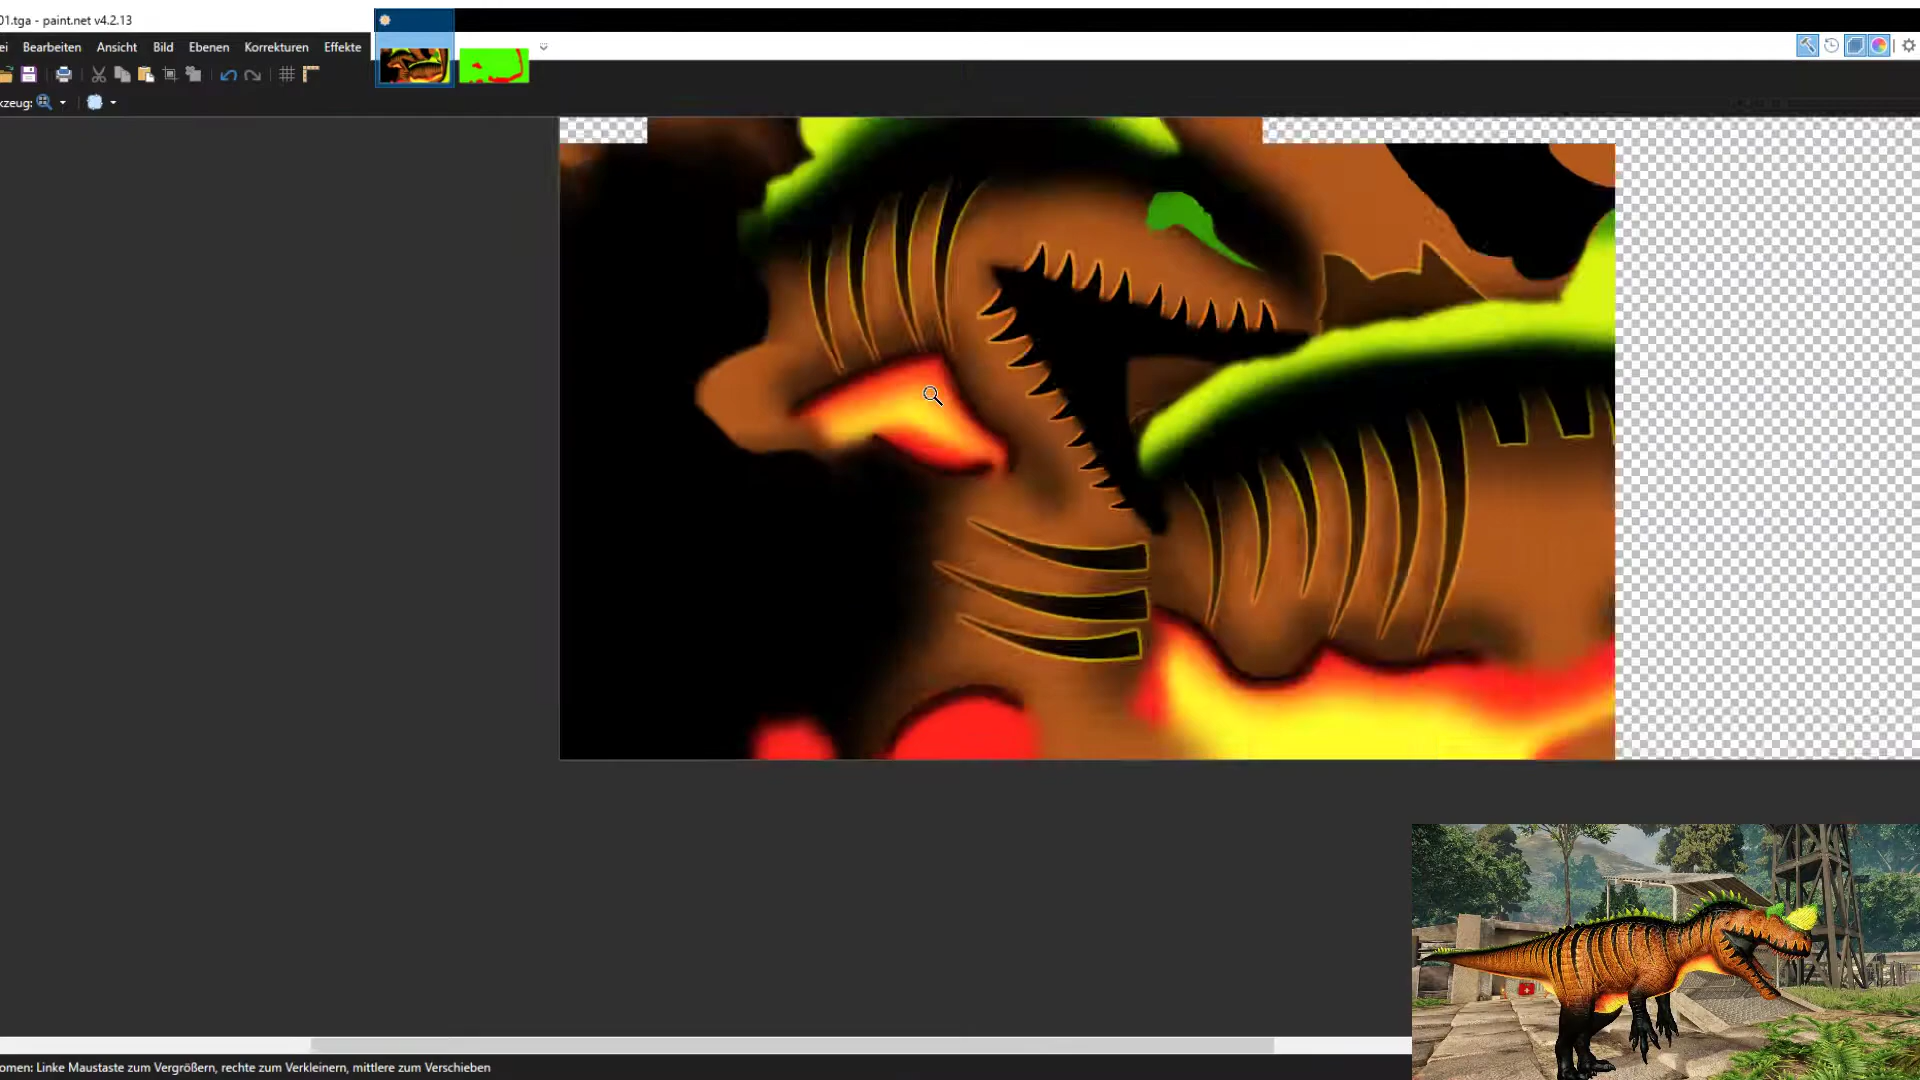 01.tga - paint.net v4.2.13
ei Bearbeiten Ansicht Bild Ebenen Korrekturen Effekte
kzeug:
omen: Linke Maustaste zum Vergrößern, rechte zum Verkleinern, mittlere zum Verschieben